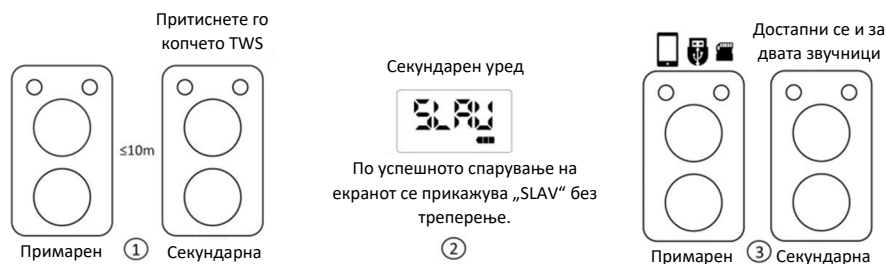 Притиснете го
копчето TWS
≤10m
Примарен
1
Секундарна
Секундарен уред
SLAV
По успешното спарување на
екранот се прикажува „SLAV“ без
треперење.
2
Достапни се и за
двата звучници
Примарен
3
Секундарна